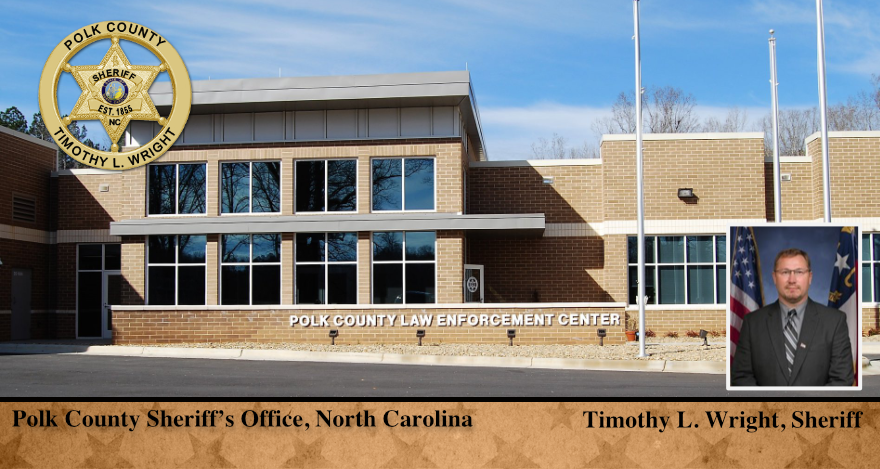 POLK COUNTY
SHERIFF
EST. 1855
NC
TIMOTHY L. WRIGHT
POLK COUNTY LAW ENFORCEMENT CENTER
Polk County Sheriff's Office, North Carolina
Timothy L. Wright, Sheriff